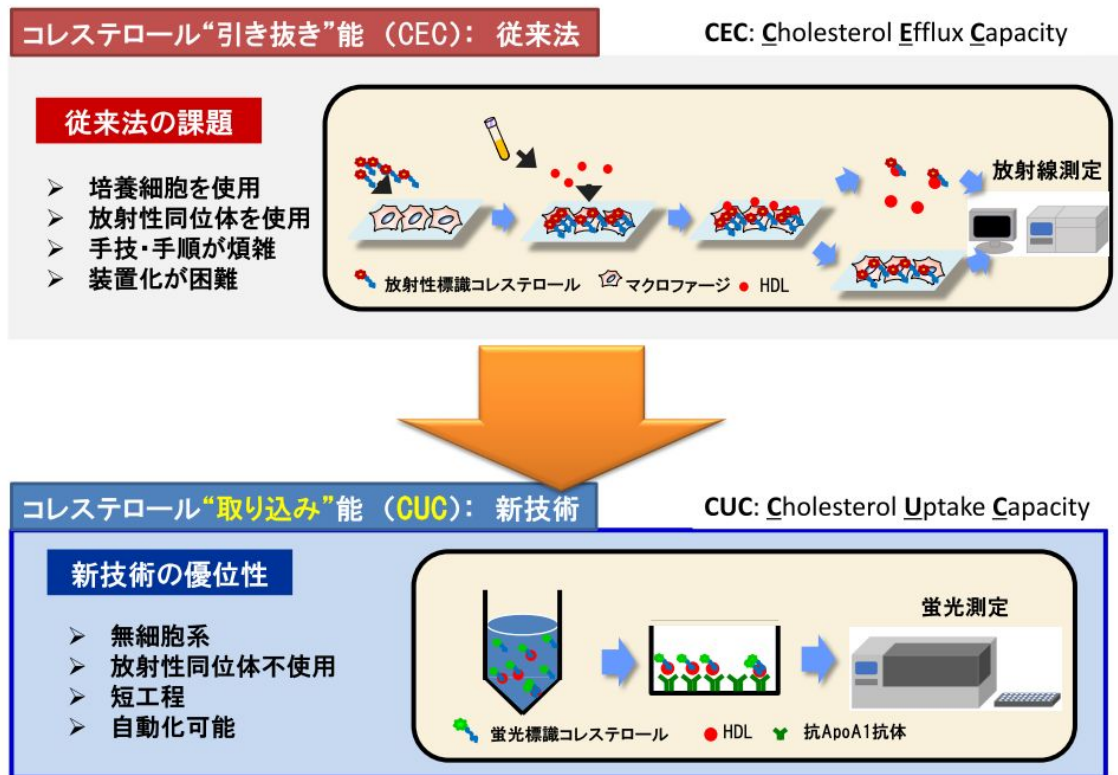 コレステロール“引き抜き”能 （CEC）: 従来法
CEC: Cholesterol Efflux Capacity
従来法の課題
➢ 培養細胞を使用
➢ 放射性同位体を使用
➢ 手技・手順が煩雑
➢ 装置化が困難
放射線測定
放射性標識コレステロール
マクロファージ
HDL
コレステロール“取り込み”能 （CUC）: 新技術
CUC: Cholesterol Uptake Capacity
新技術の優位性
➢ 無細胞系
➢ 放射性同位体不使用
➢ 短工程
➢ 自動化可能
蛍光測定
蛍光標識コレステロール
HDL
抗ApoA1抗体